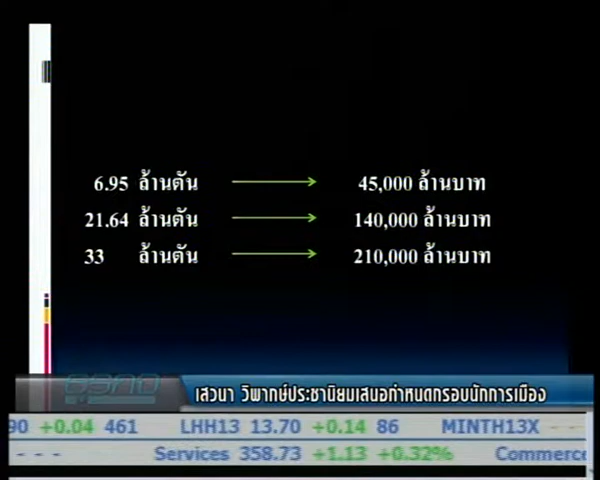 6.95 ล้านตัน 45,000 ล้านบาท
21.64 ล้านตัน 140,000 ล้านบาท
33 ล้านตัน 210,000 ล้านบาท
เสวนา วิพากษ์ประชานิยมเสนอกำหนดกรอบนักการเมือง
90 +0.04 461 LHH13 13.70 +0.14 86 MINTH13X - -
- - - Services 358.73 +1.13 +0.32% Commerce